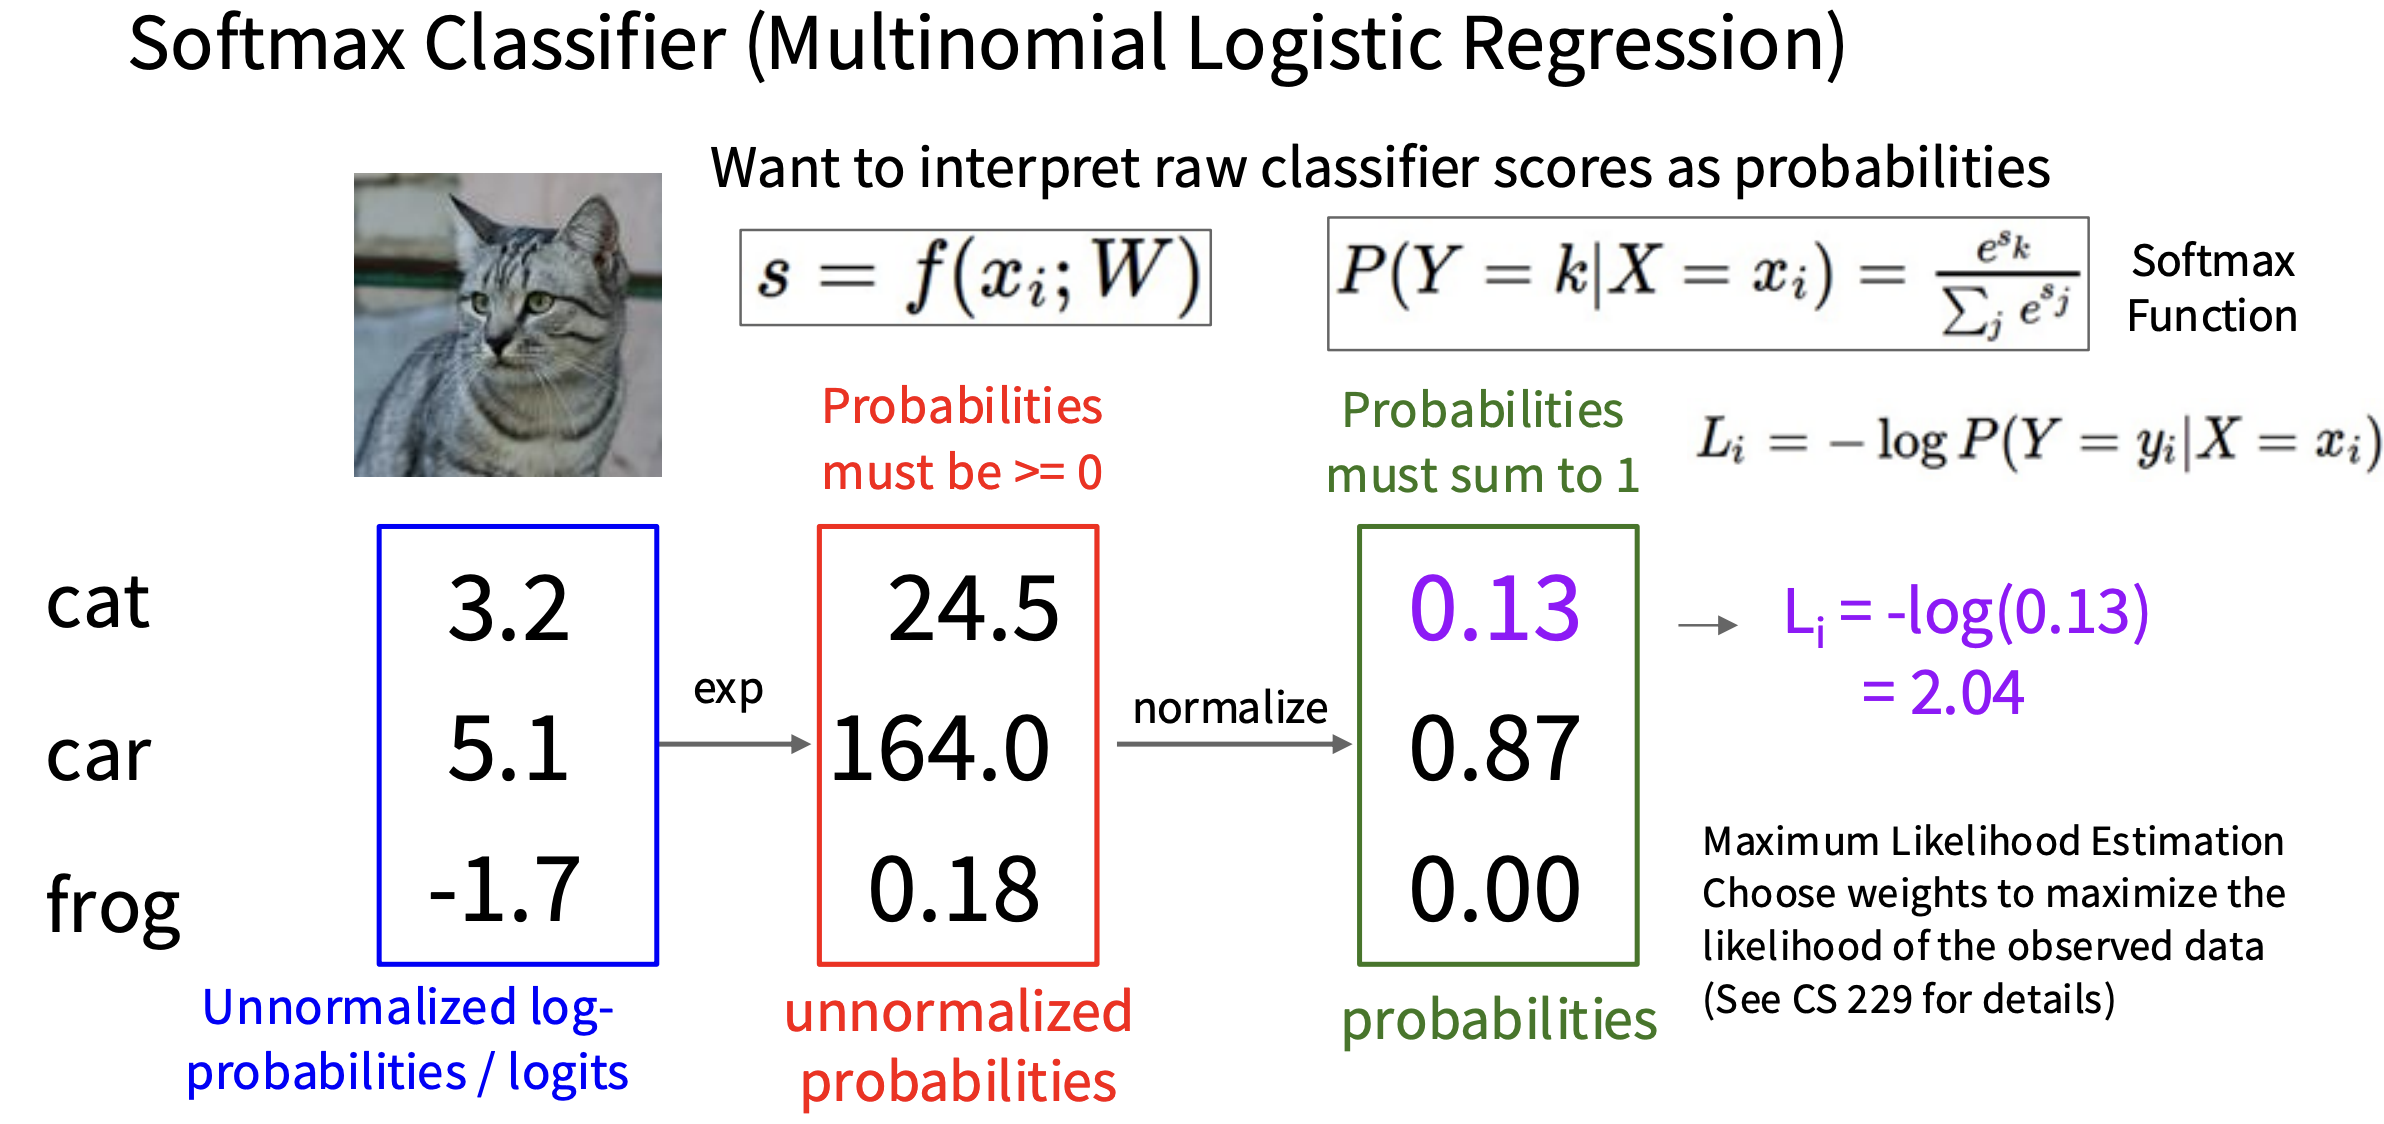 Softmax Classifier (Multinomial Logistic Regression)
Want to interpret raw classifier scores as probabilities
s = f(x_i; W)
P(Y = k|X = x_i) = \frac{e^{s_k}}{\sum_j e^{s_j}}
Softmax
Function
Probabilities
must be >= 0
Probabilities
must sum to 1
L_i = − log P(Y = y_i|X = x_i)
cat
3.2
24.5
0.13
L_i = -log(0.13)
= 2.04
exp
normalize
car
5.1
164.0
0.87
frog
-1.7
0.18
0.00
Maximum Likelihood Estimation
Choose weights to maximize the
likelihood of the observed data
(See CS 229 for details)
Unnormalized log-
probabilities / logits
unnormalized
probabilities
probabilities